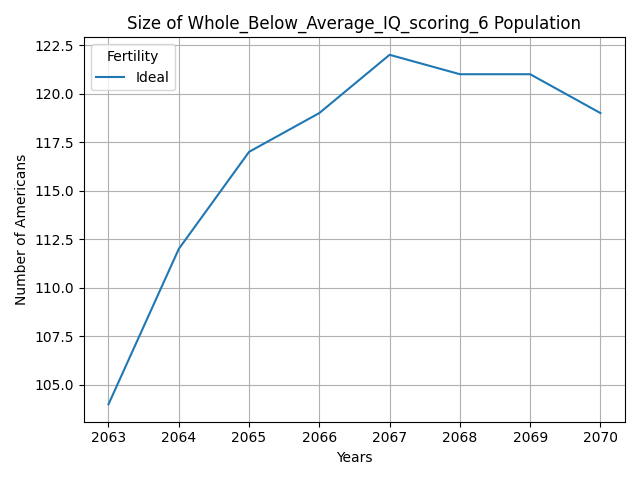 Size of Whole_Below_Average_IQ_scoring_6 Population
Fertility
Ideal
122.5
120.0
117.5
115.0
112.5
110.0
107.5
105.0
Number of Americans
2063 2064 2065 2066 2067 2068 2069 2070
Years